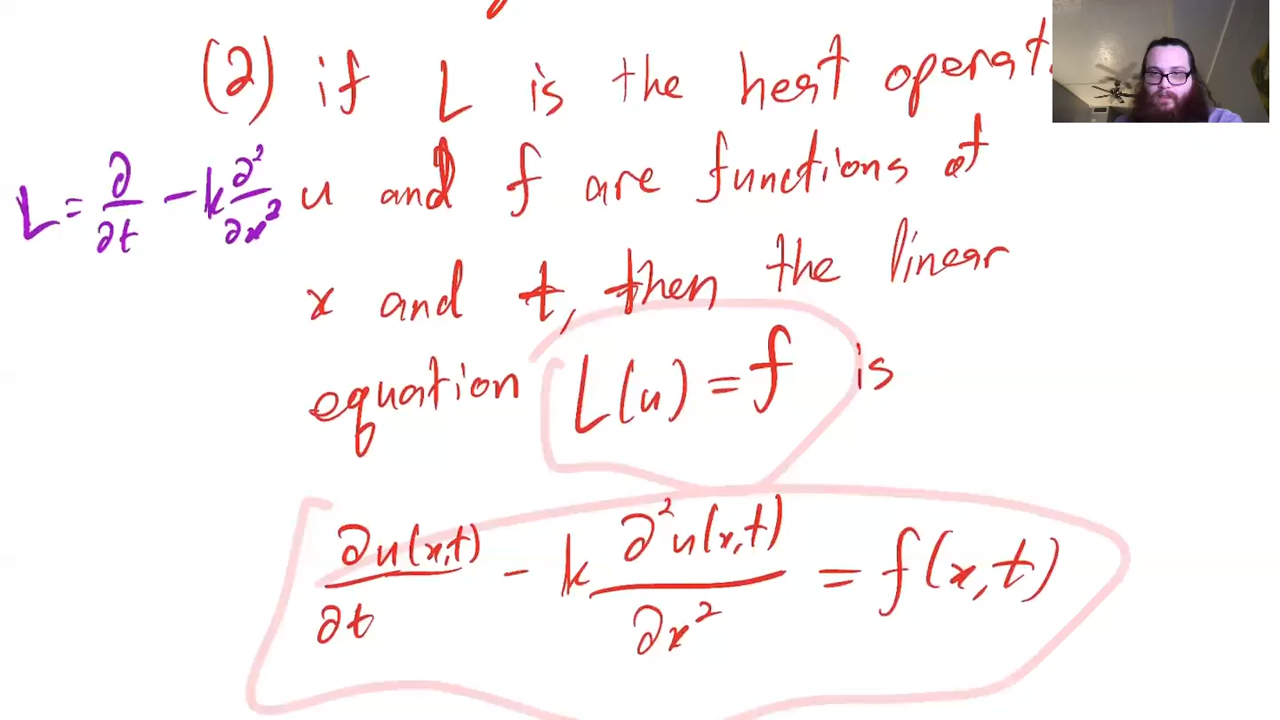 (2) if L is the heat operat
L = ∂/∂t − k ∂²/∂x²
u and f are functions of
x and t, then the linear
equation L(u) = f is
∂u(x,t)/∂t − k ∂²u(x,t)/∂x² = f(x,t)